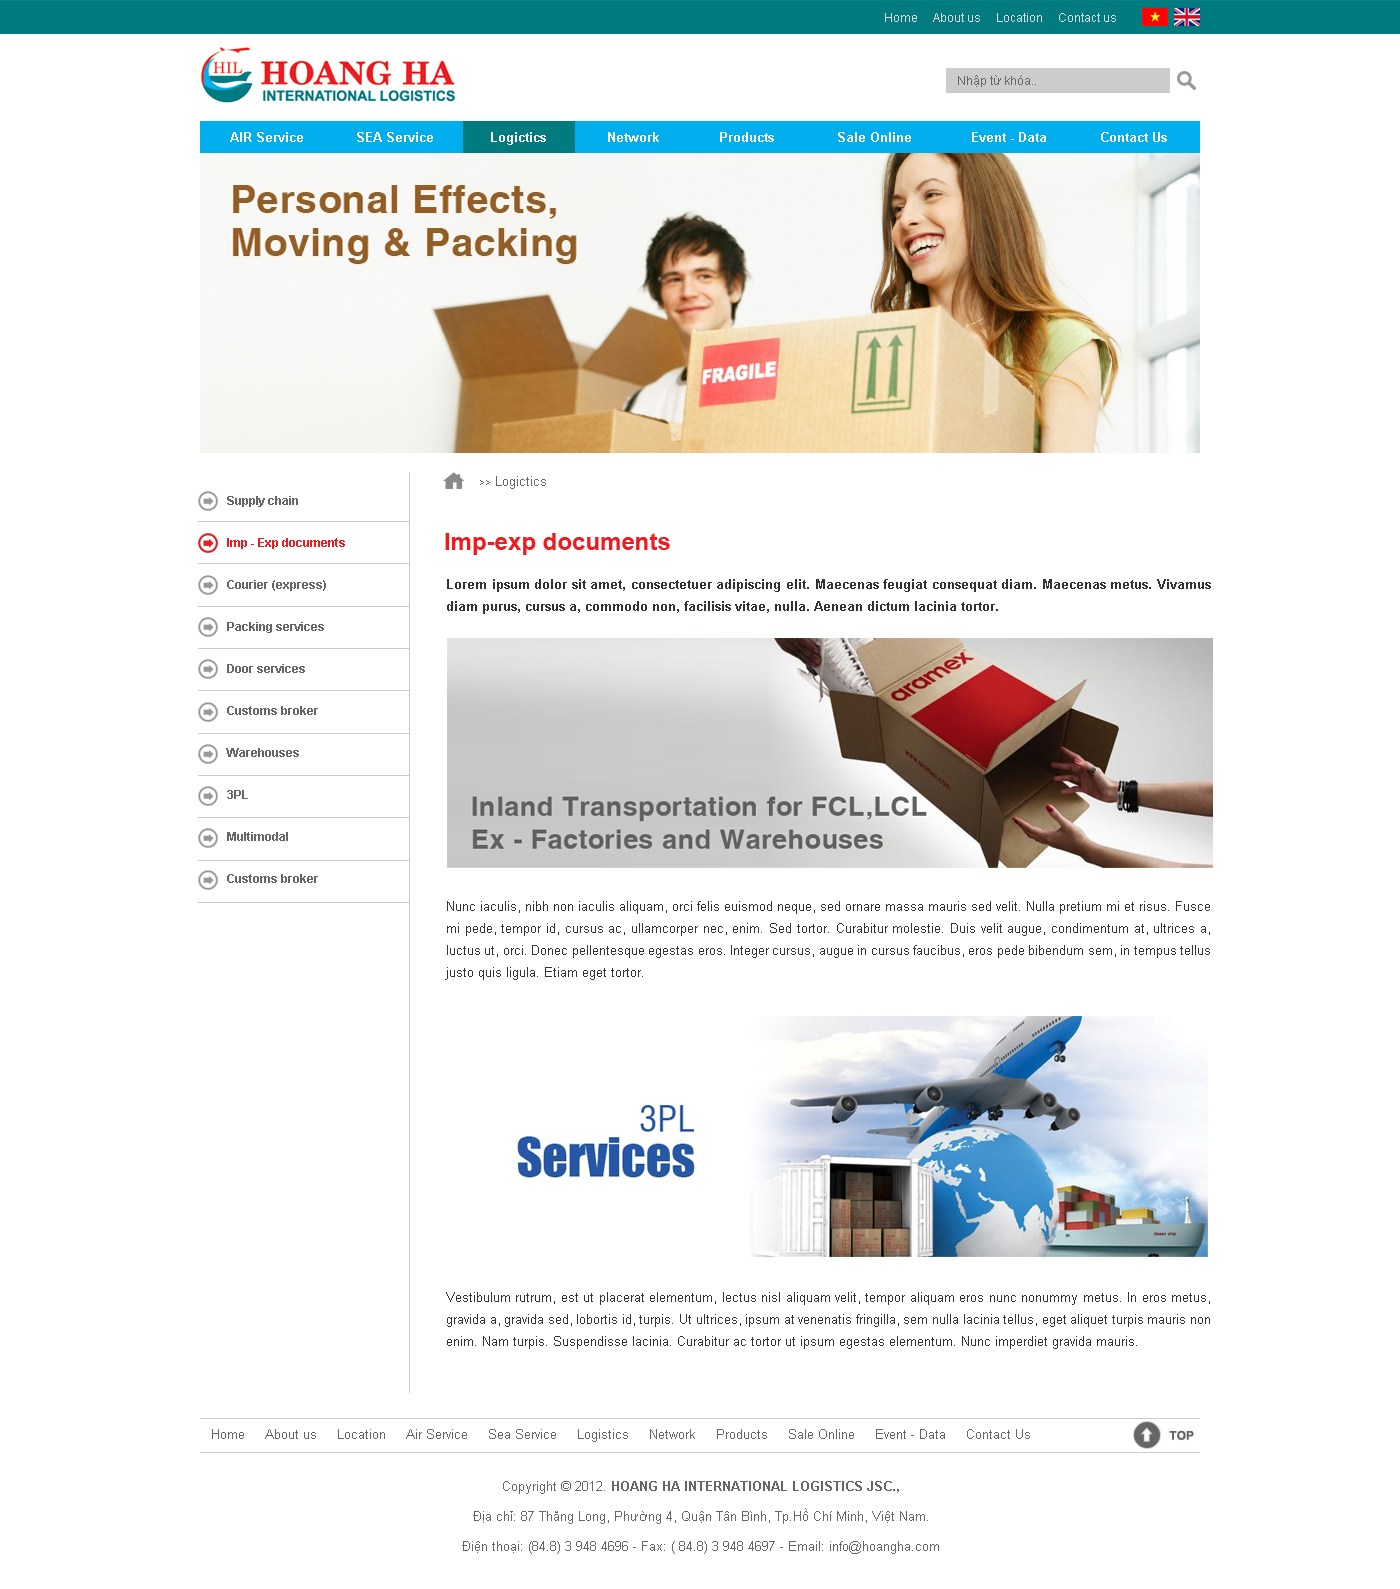 Home About us Location Contact us
HIL
HOANG HA
INTERNATIONAL LOGISTICS
Nhập từ khóa..
AIR Service SEA Service Logictics Network Products Sale Online Event - Data Contact Us
Personal Effects,
Moving & Packing
FRAGILE
>> Logictics
Supply chain
Imp - Exp documents
Courier (express)
Packing services
Door services
Customs broker
Warehouses
3PL
Multimodal
Customs broker
Imp-exp documents
Lorem ipsum dolor sit amet, consectetuer adipiscing elit. Maecenas feugiat consequat diam. Maecenas metus. Vivamus
diam purus, cursus a, commodo non, facilisis vitae, nulla. Aenean dictum lacinia tortor.
aramex
www.aramex.com
Inland Transportation for FCL,LCL
Ex - Factories and Warehouses
Nunc iaculis, nibh non iaculis aliquam, orci felis euismod neque, sed ornare massa mauris sed velit. Nulla pretium mi et risus. Fusce
mi pede, tempor id, cursus ac, ullamcorper nec, enim. Sed tortor. Curabitur molestie. Duis velit augue, condimentum at, ultrices a,
luctus ut, orci. Donec pellentesque egestas eros. Integer cursus, augue in cursus faucibus, eros pede bibendum sem, in tempus tellus
justo quis ligula. Etiam eget tortor.
3PL
Services
Ocean ship
Vestibulum rutrum, est ut placerat elementum, lectus nisl aliquam velit, tempor aliquam eros nunc nonummy metus. In eros metus,
gravida a, gravida sed, lobortis id, turpis. Ut ultrices, ipsum at venenatis fringilla, sem nulla lacinia tellus, eget aliquet turpis mauris non
enim. Nam turpis. Suspendisse lacinia. Curabitur ac tortor ut ipsum egestas elementum. Nunc imperdiet gravida mauris.
Home About us Location Air Service Sea Service Logistics Network Products Sale Online Event - Data Contact Us TOP
Copyright © 2012. HOANG HA INTERNATIONAL LOGISTICS JSC.,
Địa chỉ: 87 Thăng Long, Phường 4, Quận Tân Bình, Tp.Hồ Chí Minh, Việt Nam.
Điện thoại: (84.8) 3 948 4696 - Fax: ( 84.8) 3 948 4697 - Email: info@hoangha.com